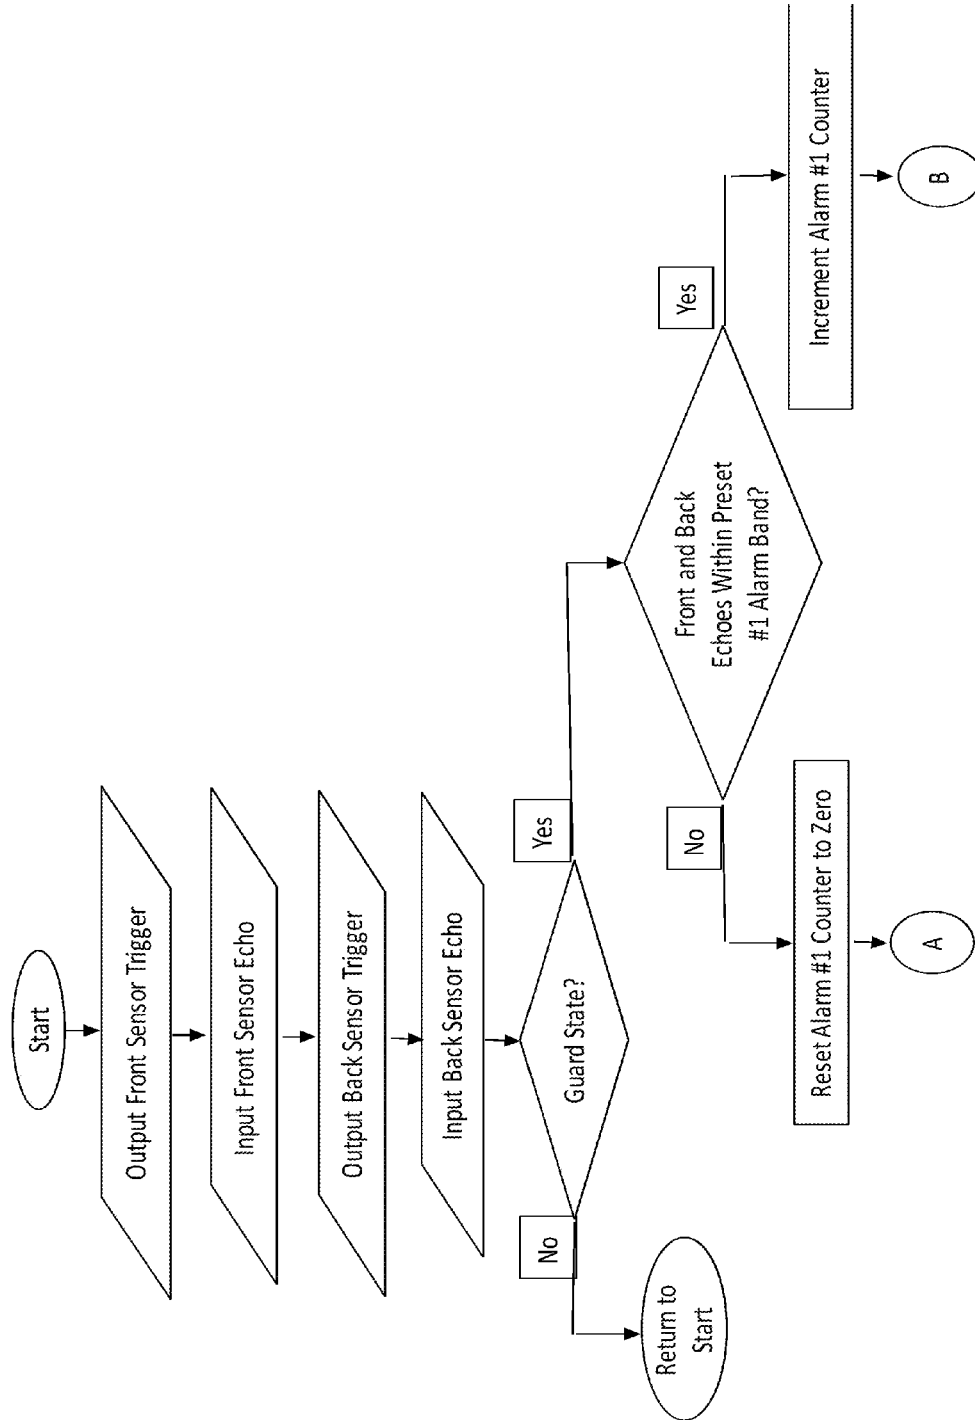 Start
Output Front Sensor Trigger
Input Front Sensor Echo
Output Back Sensor Trigger
Input Back Sensor Echo
Guard State?
No
Yes
Return to
Start
Front and Back
Echoes Within Preset
#1 Alarm Band?
No
Yes
Reset Alarm #1 Counter to Zero
Increment Alarm #1 Counter
A
B